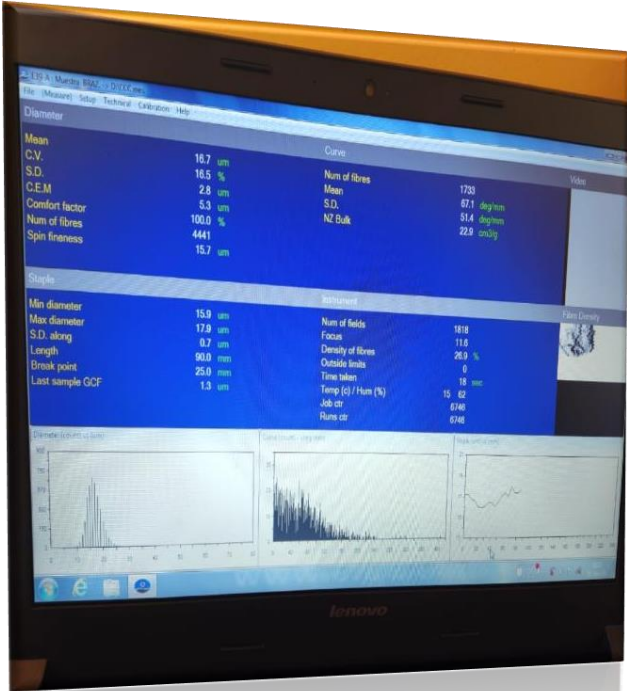 File [Measure] Setup Technical Calibration Help
Diameter
Mean 16.7 um
C.V. 16.5 %
S.D. 2.8 um
C.E.M 5.3 um
Comfort factor 100.0 %
Num of fibres 4441
Spin fineness 15.7 um
Curve
Num of fibres 1733
Mean 67.1 deg/mm
S.D. 51.4 deg/mm
NZ Bulk 22.9 cm3/g
Video
Staple
Min diameter 15.9 um
Max diameter 17.9 um
S.D. along 0.7 um
Length 90.0 mm
Break point 25.0 mm
Last sample GCF 1.3 um
Instrument
Num of fields 1818
Focus 11.6
Density of fibres 26.9 %
Outside limits 0
Time taken 18 sec
Temp (c) / Hum (%) 15 62
Job ctr 6746
Runs ctr 6746
Fibre Density
lenovo